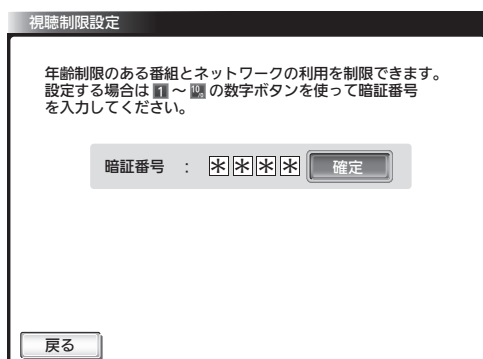 視聴制限設定
年齢制限のある番組とネットワークの利用を制限できます。
設定する場合は 1 ~ 10/0 の数字ボタンを使って暗証番号
を入力してください。
暗証番号 : ＊＊＊＊ 確定
戻る